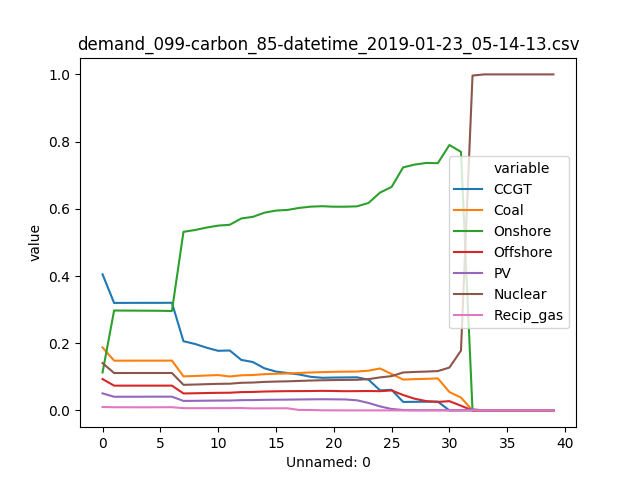 demand_099-carbon_85-datetime_2019-01-23_05-14-13.csv
1.0
0.8
0.6
0.4
0.2
0.0
value
variable
CCGT
Coal
Onshore
Offshore
PV
Nuclear
Recip_gas
0 5 10 15 20 25 30 35 40
Unnamed: 0